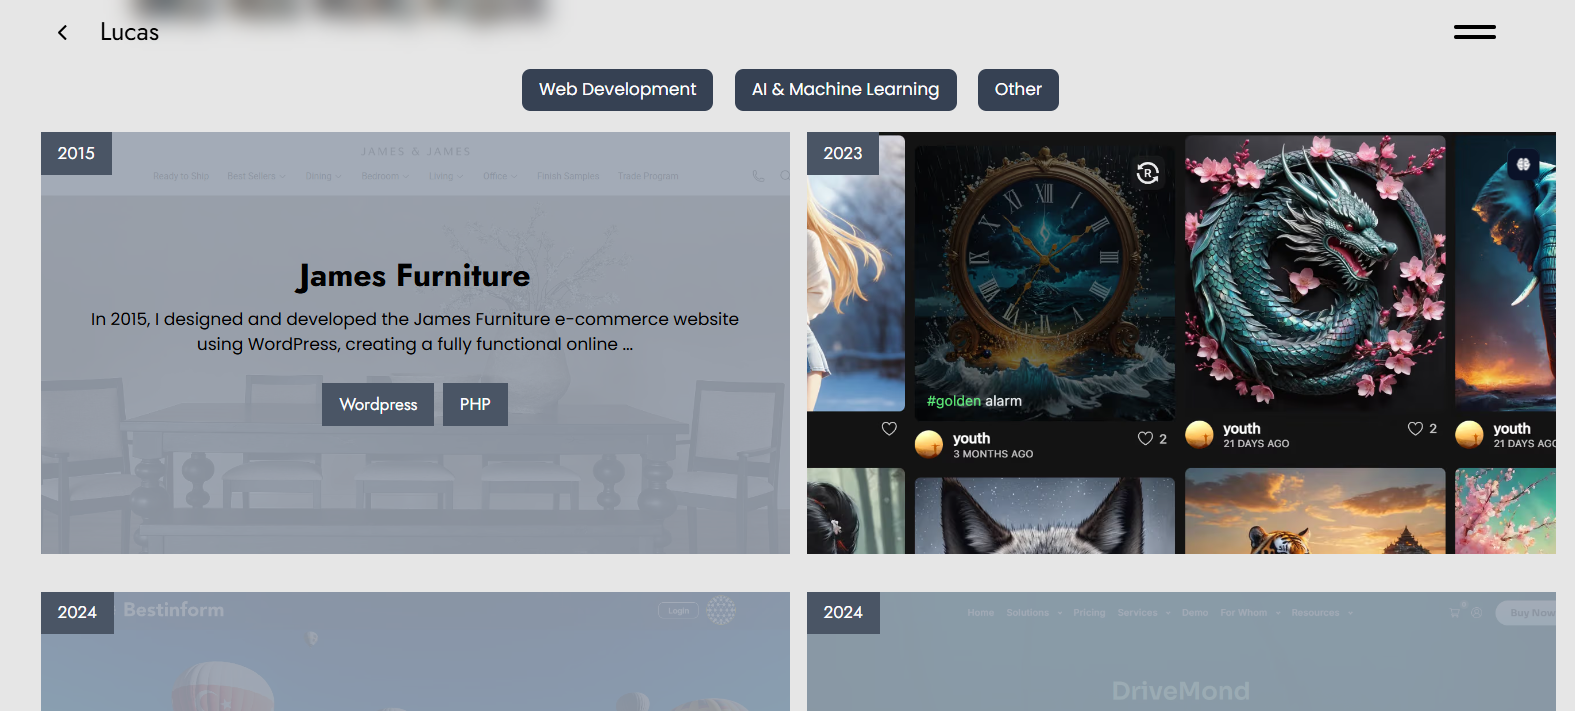 Lucas
Web Development
AI & Machine Learning
Other
2015
JAMES & JAMES
Ready to Ship Best Sellers Dining Bedroom Living Office Finish Samples Trade Program
James Furniture
In 2015, I designed and developed the James Furniture e-commerce website
using WordPress, creating a fully functional online ...
Wordpress
PHP
2023
R
XII
#golden alarm
youth
3 MONTHS AGO
2
youth
21 DAYS AGO
2
youth
21 DAYS AGO
2024
Bestinform
Login
2024
Home Solutions Pricing Services Demo For Whom Resources
Buy Now
DriveMond